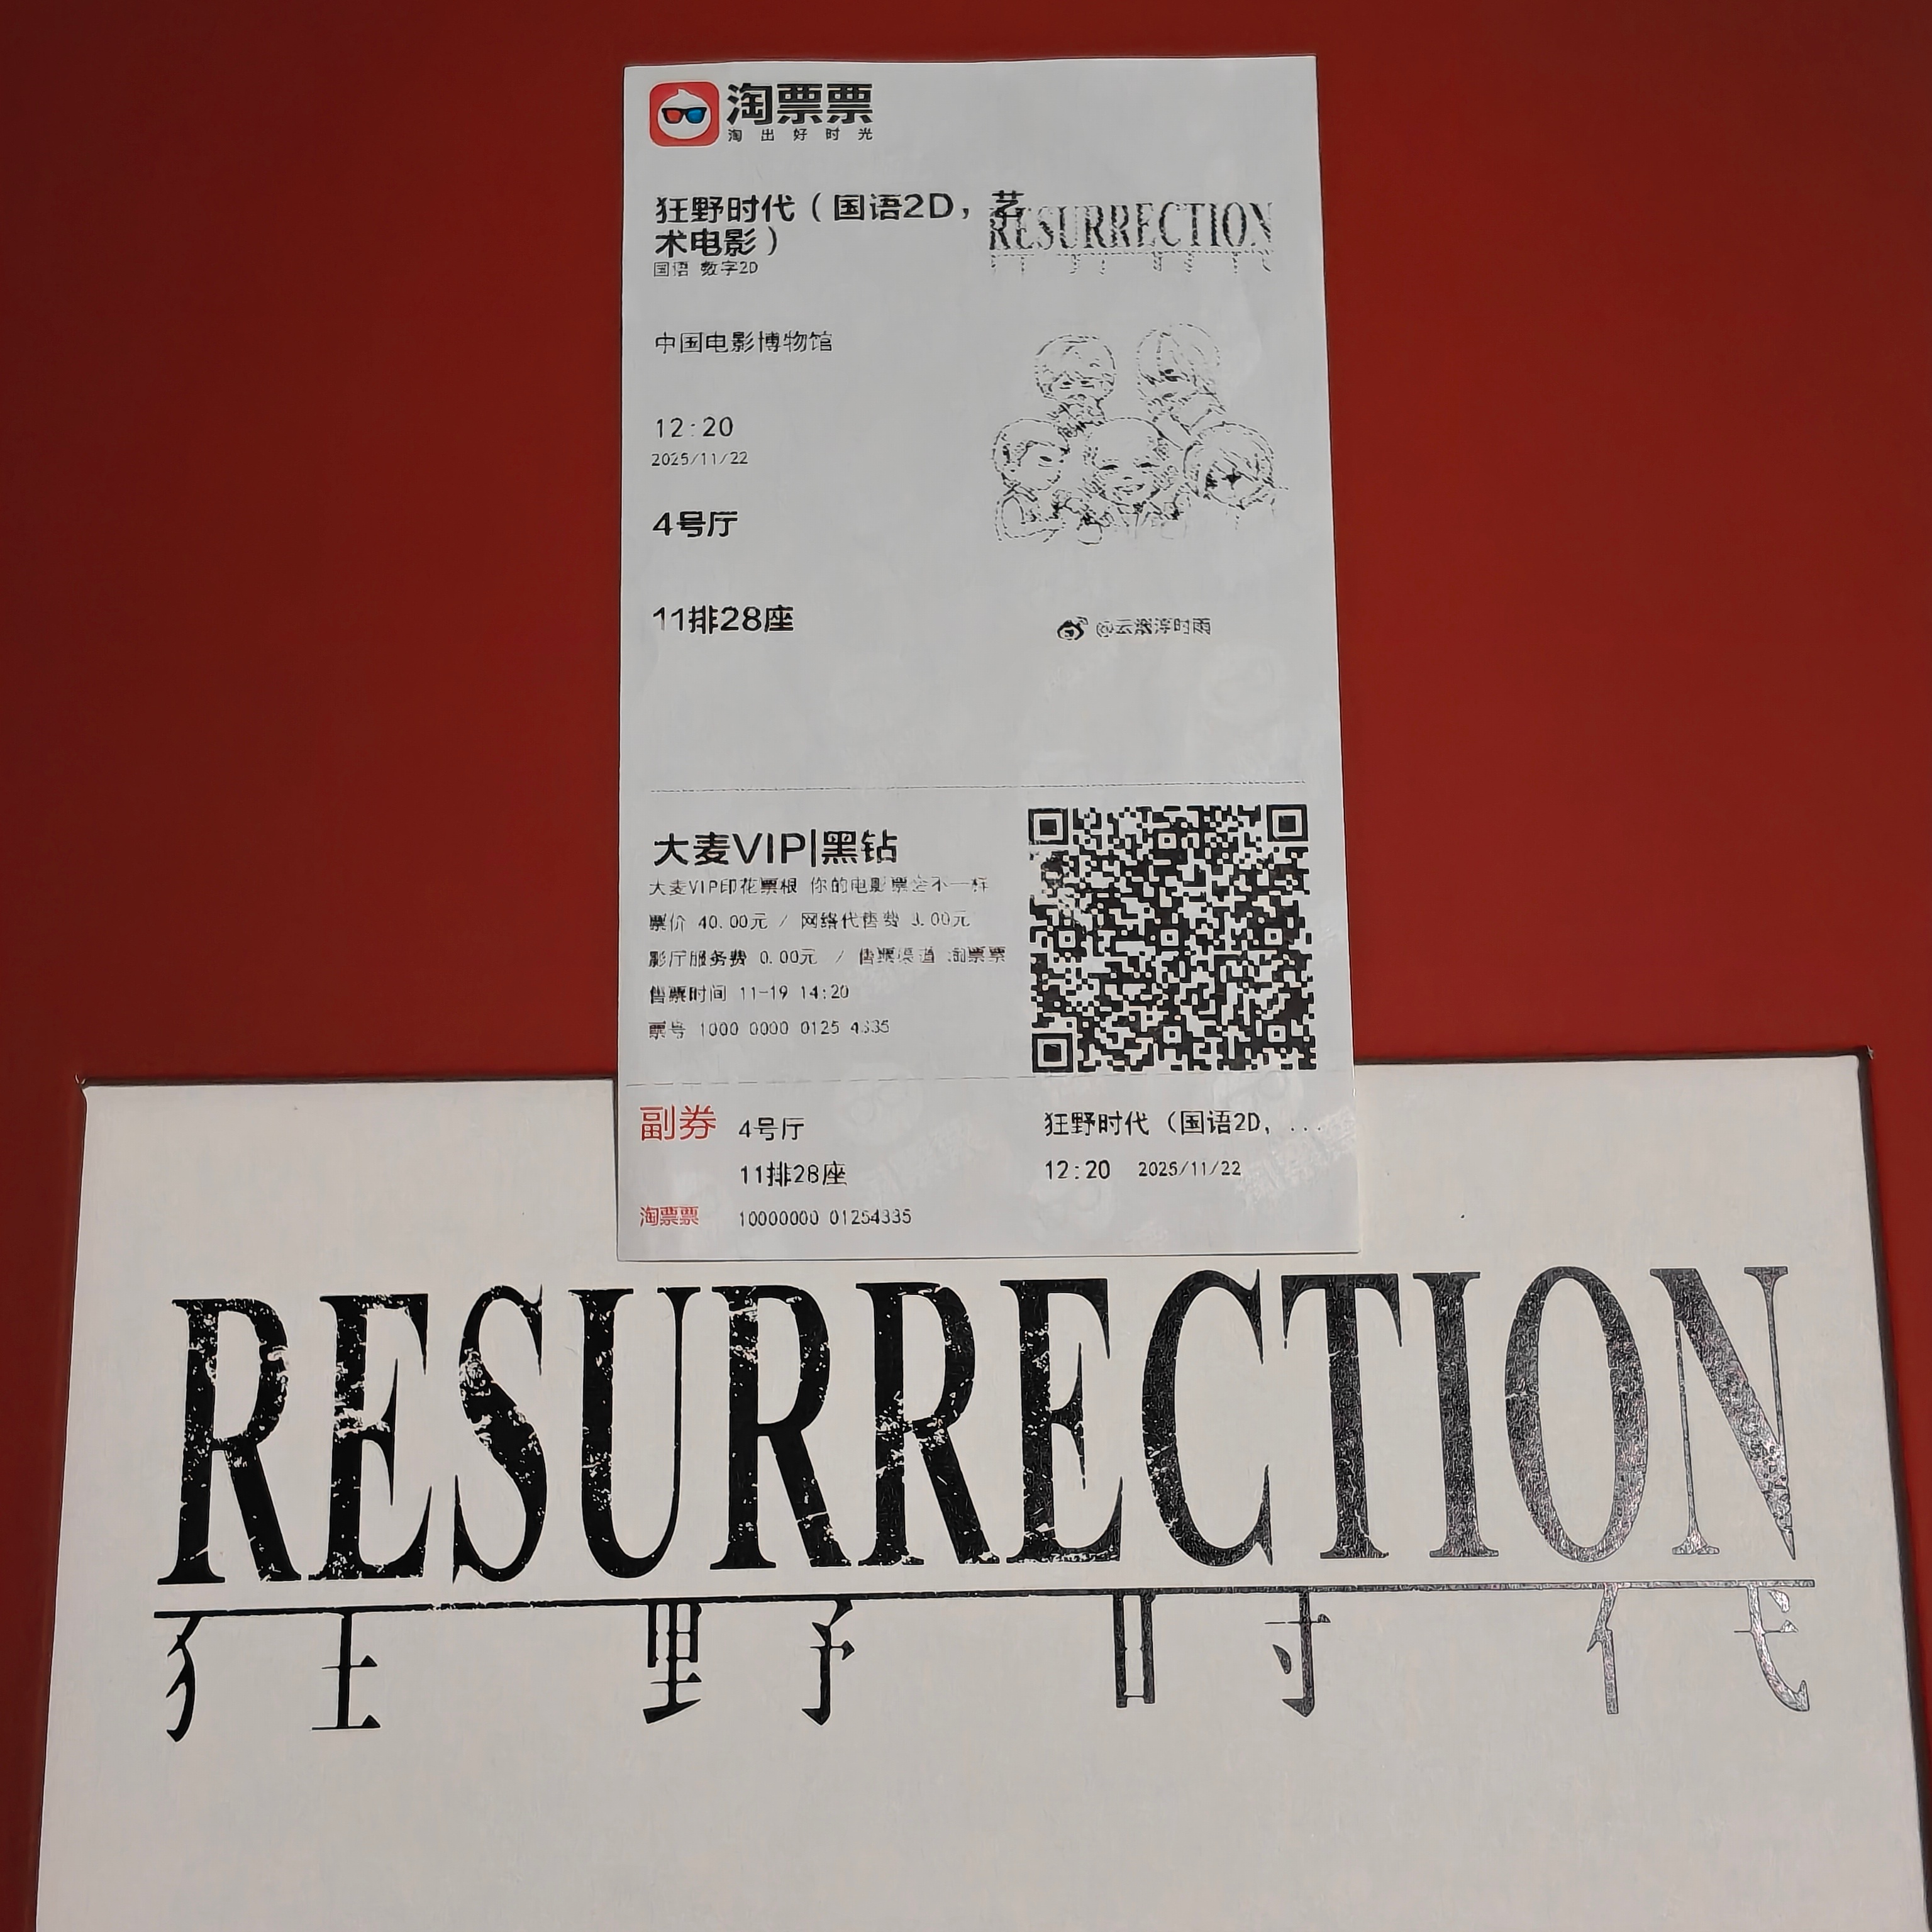 淘票票
淘出好时光
狂野时代（国语2D，艺
术电影）
国语 数字2D
RESURRECTION
中国电影博物馆
12:20
2025/11/22
4号厅
11排28座
大麦VIP|黑钻
大麦VIP印花票根 你的电影票会不一样
票价 40.00元 / 网络代售费 3.00元
影厅服务费 0.00元 / 售票渠道 淘票票
售票时间 11-19 14:20
票号 1000 0000 0125 4335
副券 4号厅
11排28座
淘票票 10000000 01254335
狂野时代（国语2D, ...
12:20 2025/11/22
RESURRECTION
狂野时代